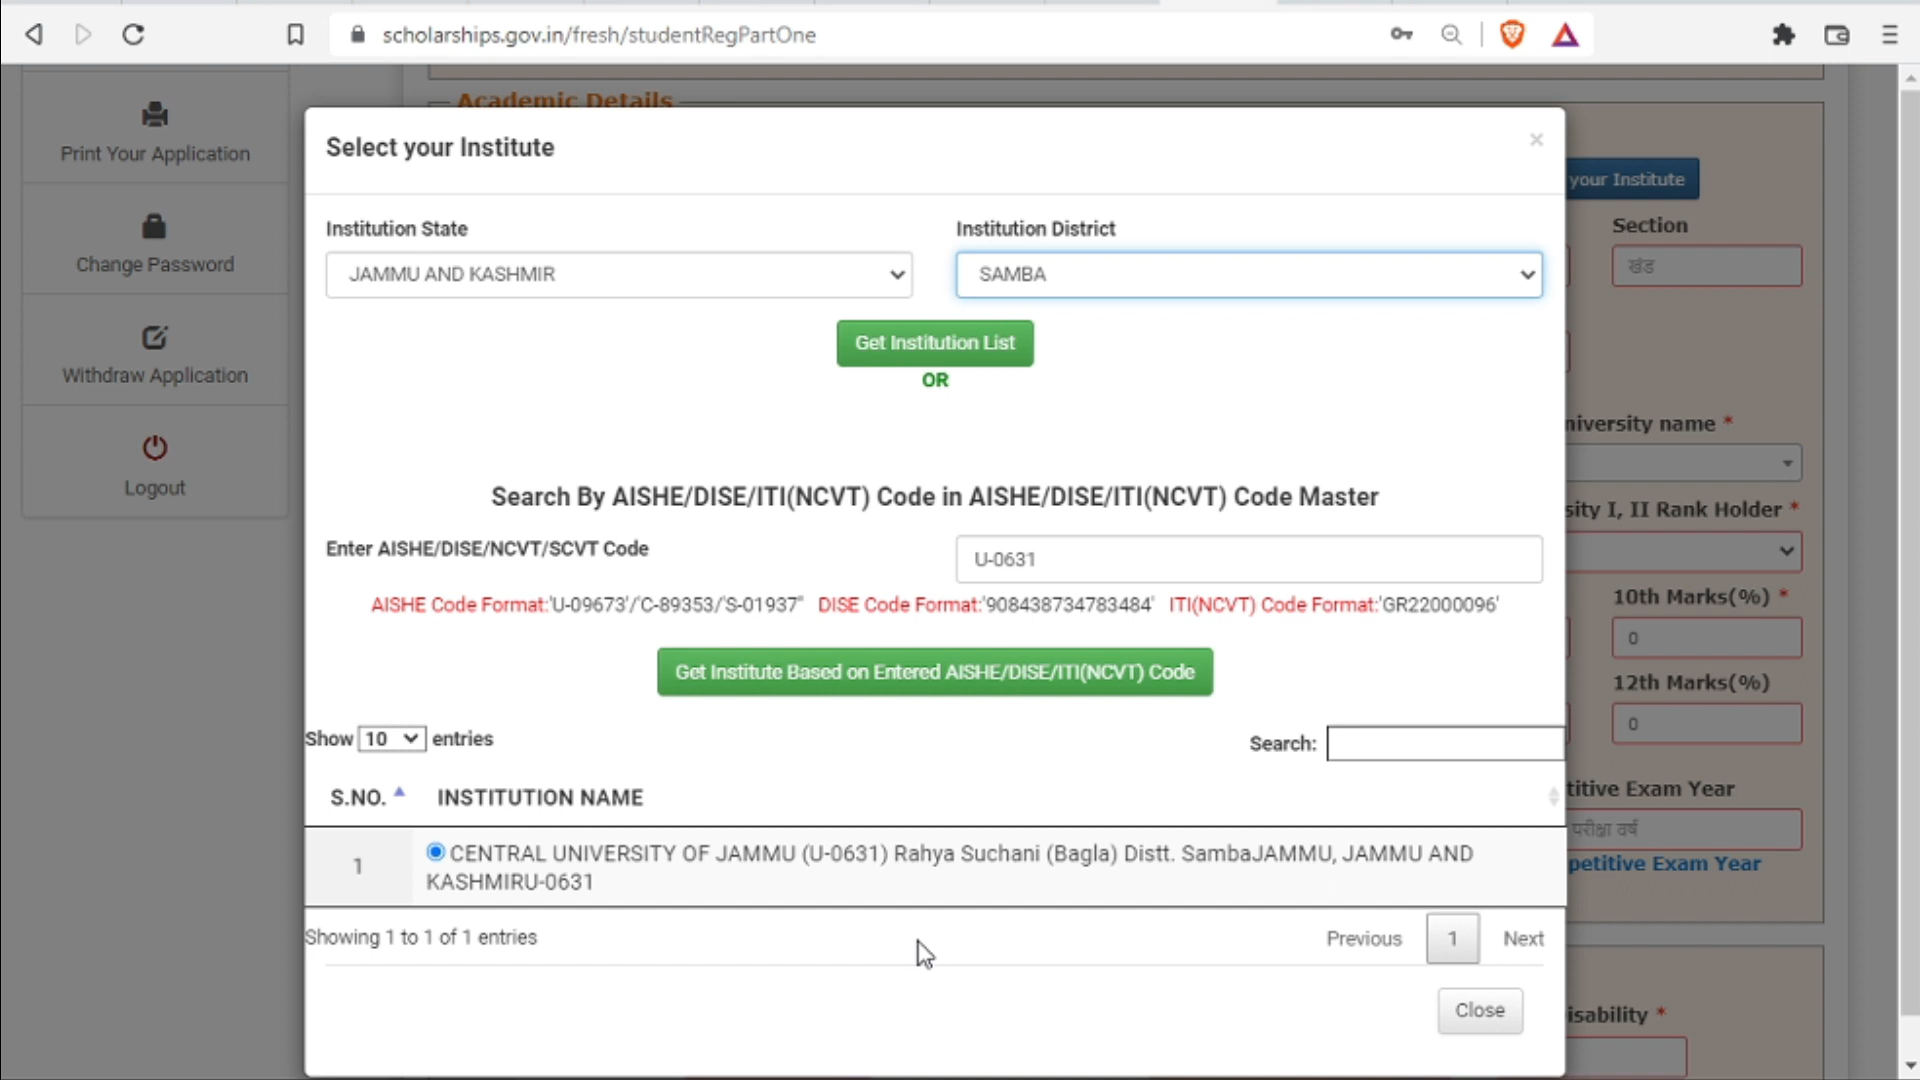 scholarships.gov.in/fresh/studentRegPartOne
Print Your Application
Change Password
Withdraw Application
Logout
Academic Details
Select your Institute
×
Institution State
Institution District
JAMMU AND KASHMIR
SAMBA
Get Institution List
OR
Search By AISHE/DISE/ITI(NCVT) Code in AISHE/DISE/ITI(NCVT) Code Master
Enter AISHE/DISE/NCVT/SCVT Code
U-0631
AISHE Code Format:'U-09673'/'C-89353/'S-01937" DISE Code Format:'908438734783484' ITI(NCVT) Code Format:'GR22000096'
Get Institute Based on Entered AISHE/DISE/ITI(NCVT) Code
Show 10 entries
Search:
S.NO. INSTITUTION NAME
1 CENTRAL UNIVERSITY OF JAMMU (U-0631) Rahya Suchani (Bagla) Distt. SambaJAMMU, JAMMU AND
KASHMIRU-0631
Showing 1 to 1 of 1 entries
Previous 1 Next
Close
your Institute
Section
खंड
niversity name *
sity I, II Rank Holder *
10th Marks(%) *
0
12th Marks(%)
0
titive Exam Year
परीक्षा वर्ष
petitive Exam Year
isability *